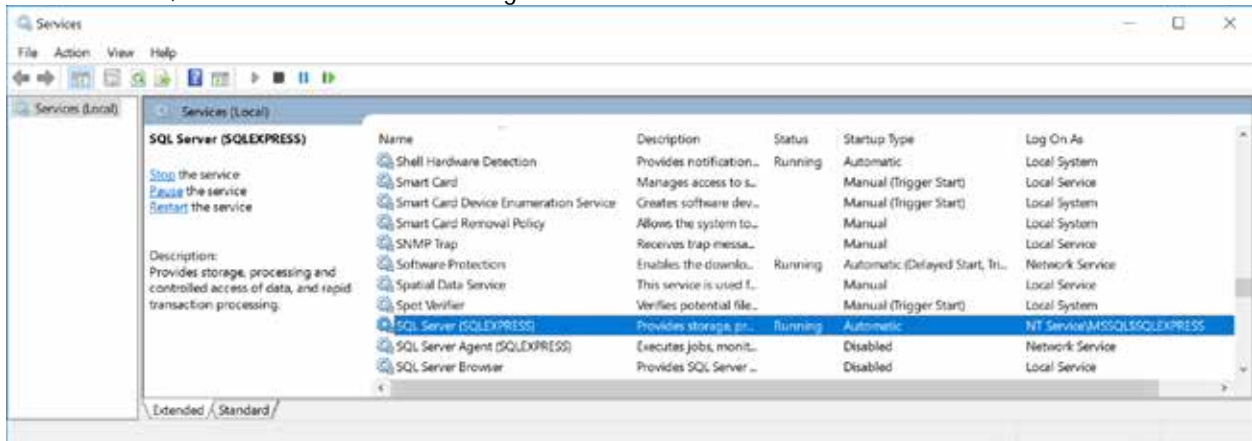 Services
File Action View Help
Services (Local)
Services (Local)
SQL Server (SQLEXPRESS)
Stop the service
Pause the service
Restart the service
Description:
Provides storage, processing and
controlled access of data, and rapid
transaction processing.
Name Description Status Startup Type Log On As
Shell Hardware Detection Provides notification... Running Automatic Local System
Smart Card Manages access to s... Manual (Trigger Start) Local Service
Smart Card Device Enumeration Service Creates software dev... Manual (Trigger Start) Local System
Smart Card Removal Policy Allows the system to... Manual Local System
SNMP Trap Receives trap messa... Manual Local Service
Software Protection Enables the downlo... Running Automatic (Delayed Start, Tri... Network Service
Spatial Data Service This service is used f... Manual Local Service
Spot Verifier Verifies potential file... Manual (Trigger Start) Local System
SQL Server (SQLEXPRESS) Provides storage, pr... Running Automatic NT Service\MSSQL$SQLEXPRESS
SQL Server Agent (SQLEXPRESS) Executes jobs, monit... Disabled Network Service
SQL Server Browser Provides SQL Server ... Disabled Local Service
Extended Standard